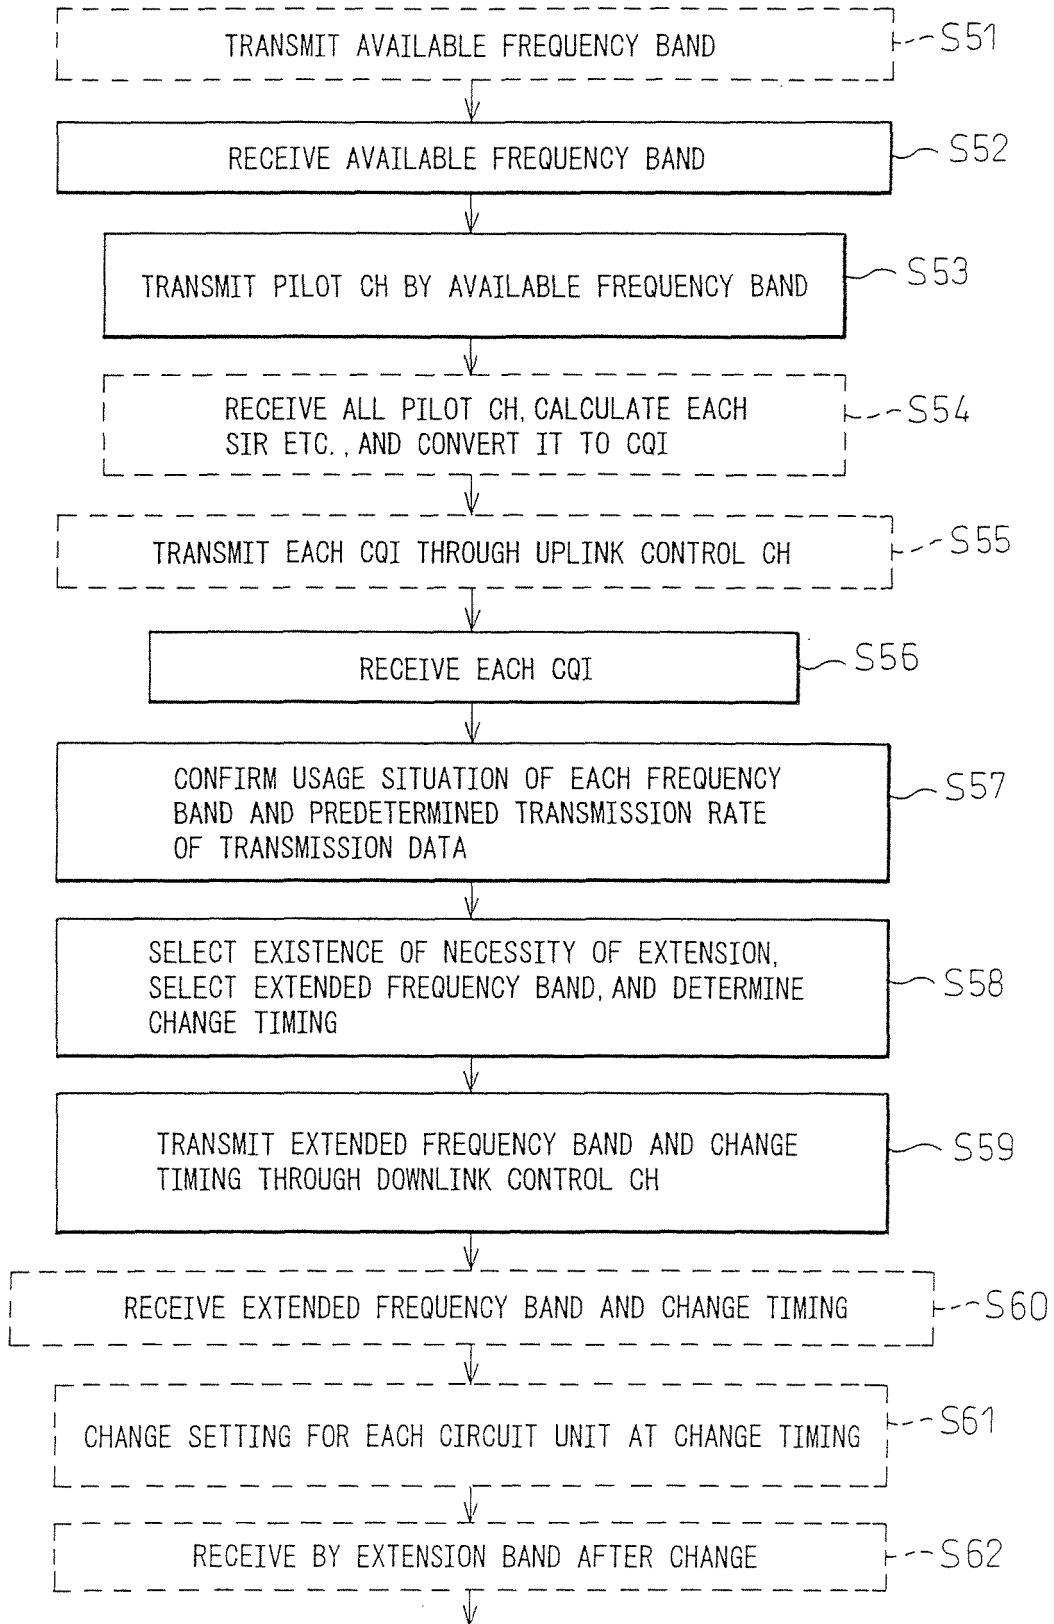 TRANSMIT AVAILABLE FREQUENCY BAND
S51
RECEIVE AVAILABLE FREQUENCY BAND
S52
TRANSMIT PILOT CH BY AVAILABLE FREQUENCY BAND
S53
RECEIVE ALL PILOT CH, CALCULATE EACH
SIR ETC., AND CONVERT IT TO CQI
S54
TRANSMIT EACH CQI THROUGH UPLINK CONTROL CH
S55
RECEIVE EACH CQI
S56
CONFIRM USAGE SITUATION OF EACH FREQUENCY
BAND AND PREDETERMINED TRANSMISSION RATE
OF TRANSMISSION DATA
S57
SELECT EXISTENCE OF NECESSITY OF EXTENSION,
SELECT EXTENDED FREQUENCY BAND, AND DETERMINE
CHANGE TIMING
S58
TRANSMIT EXTENDED FREQUENCY BAND AND CHANGE
TIMING THROUGH DOWNLINK CONTROL CH
S59
RECEIVE EXTENDED FREQUENCY BAND AND CHANGE TIMING
S60
CHANGE SETTING FOR EACH CIRCUIT UNIT AT CHANGE TIMING
S61
RECEIVE BY EXTENSION BAND AFTER CHANGE
S62